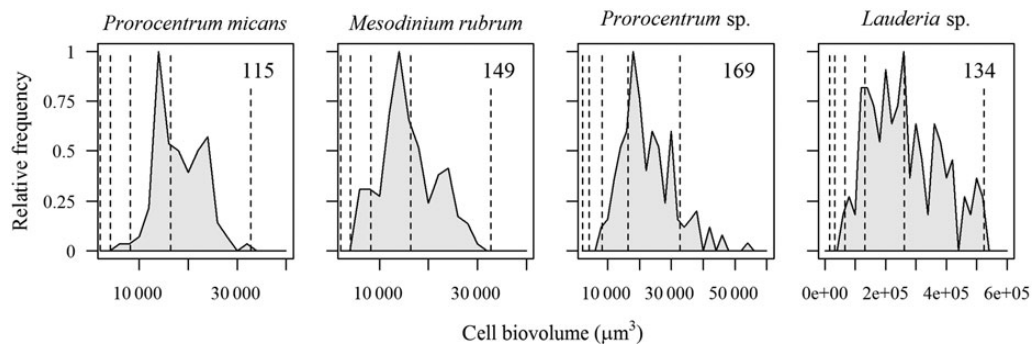 Prorocentrum micans
Mesodinium rubrum
Prorocentrum sp.
Lauderia sp.
Relative frequency
1
0.75
0.5
0.25
0
115
149
169
134
10 000 30 000
10 000 30 000
10 000 30 000 50 000
0e+00 2e+05 4e+05 6e+05
Cell biovolume (μm³)